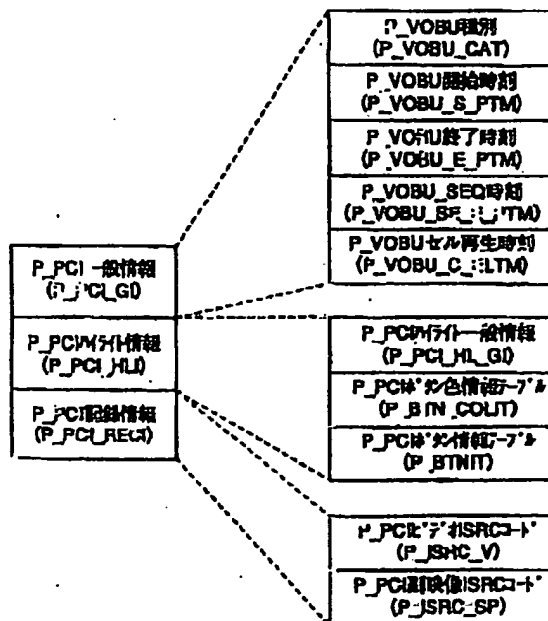 P_VOBU種別
(P_VOBU_CAT)
P_VOBU開始時刻
(P_VOBU_S_PTM)
P_VOBU終了時刻
(P_VOBU_E_PTM)
P_VOBU_SEQ時刻
P_VOBUセル再生時刻
(P_VOBU_C_ELTM)
P_PCI一般情報
(P_PCI_GI)
P_PCIハイライト情報
(P_PCI_HLI)
P_PCI記録情報
(P_PCI_RECI)
P_PCIハイライト一般情報
(P_PCI_HL_GI)
P_PCIボタン色情報テーブル
(P_BTN_COLIT)
P_PCIボタン情報テーブル
(P_BTNIT)
P_PCIビデオISRCコード
(P_ISRC_V)
P_PCI副映像ISRCコード
(P_ISRC_SP)